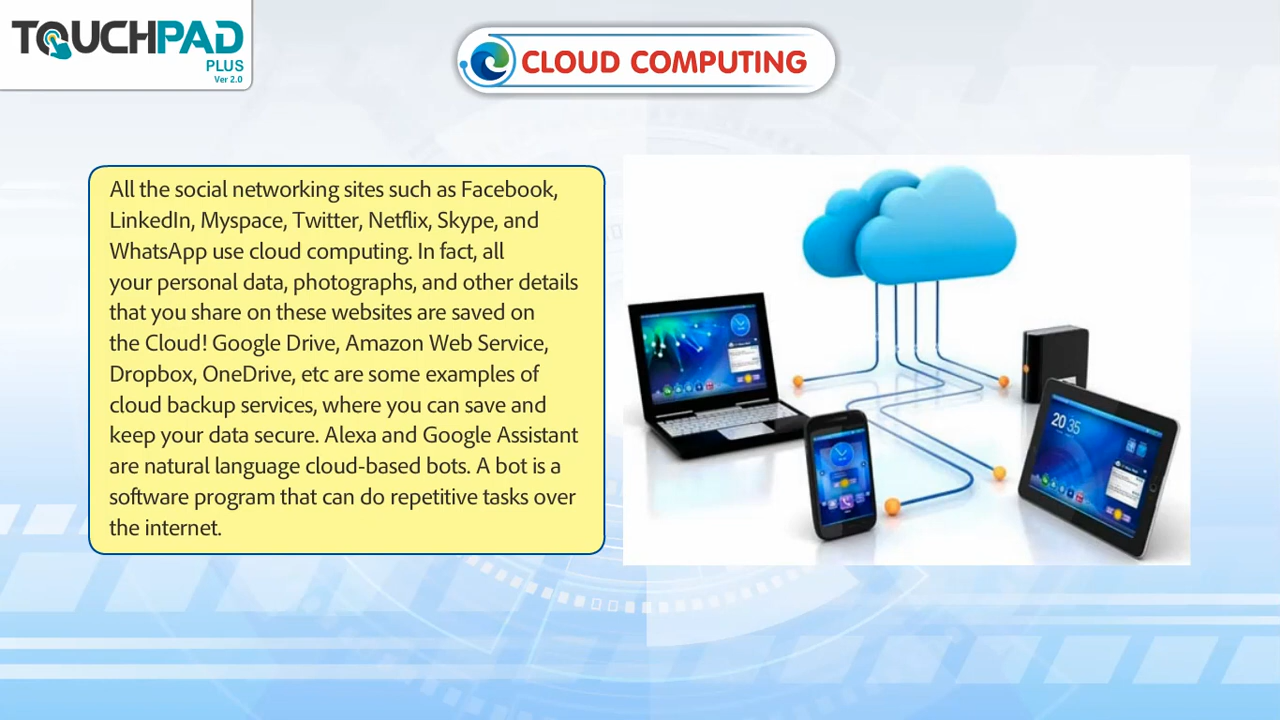 TOUCHPAD
PLUS
Ver 2.0
CLOUD COMPUTING
All the social networking sites such as Facebook,
LinkedIn, Myspace, Twitter, Netflix, Skype, and
WhatsApp use cloud computing. In fact, all
your personal data, photographs, and other details
that you share on these websites are saved on
the Cloud! Google Drive, Amazon Web Service,
Dropbox, OneDrive, etc are some examples of
cloud backup services, where you can save and
keep your data secure. Alexa and Google Assistant
are natural language cloud-based bots. A bot is a
software program that can do repetitive tasks over
the internet.
20 35